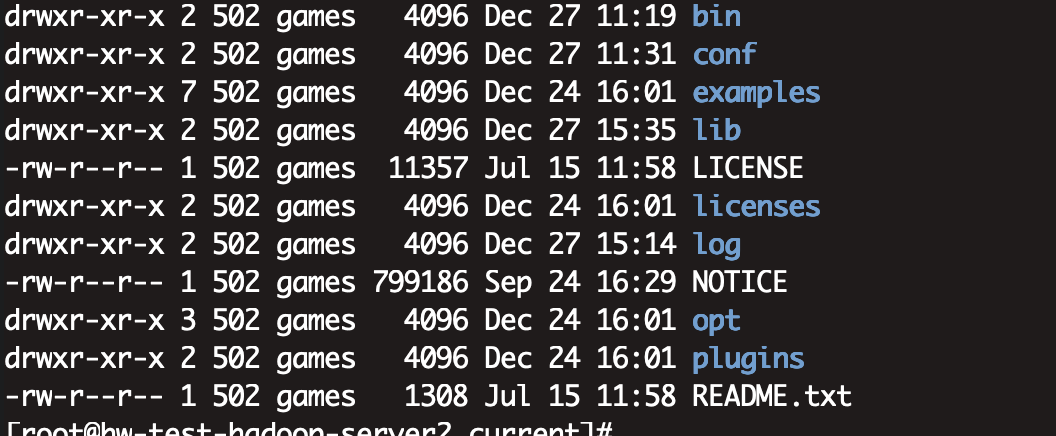 drwxr-xr-x 2 502 games   4096 Dec 27 11:19 bin
drwxr-xr-x 2 502 games   4096 Dec 27 11:31 conf
drwxr-xr-x 7 502 games   4096 Dec 24 16:01 examples
drwxr-xr-x 2 502 games   4096 Dec 27 15:35 lib
-rw-r--r-- 1 502 games  11357 Jul 15 11:58 LICENSE
drwxr-xr-x 2 502 games   4096 Dec 24 16:01 licenses
drwxr-xr-x 2 502 games   4096 Dec 27 15:14 log
-rw-r--r-- 1 502 games 799186 Sep 24 16:29 NOTICE
drwxr-xr-x 3 502 games   4096 Dec 24 16:01 opt
drwxr-xr-x 2 502 games   4096 Dec 24 16:01 plugins
-rw-r--r-- 1 502 games   1308 Jul 15 11:58 README.txt
[root@hw-test-hadoop-server2 current]#